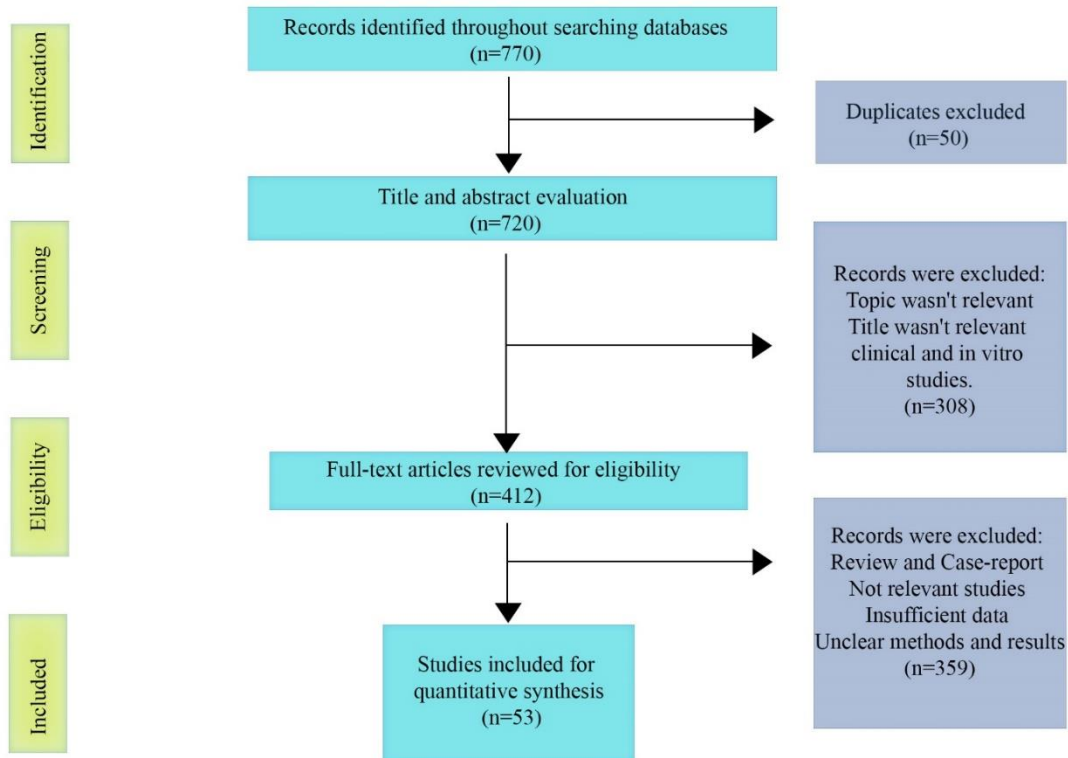 Identification
Records identified throughout searching databases
(n=770)
Duplicates excluded
(n=50)
Screening
Title and abstract evaluation
(n=720)
Records were excluded:
Topic wasn't relevant
Title wasn't relevant
clinical and in vitro
studies.
(n=308)
Eligibility
Full-text articles reviewed for eligibility
(n=412)
Records were excluded:
Review and Case-report
Not relevant studies
Insufficient data
Unclear methods and results
(n=359)
Included
Studies included for
quantitative synthesis
(n=53)